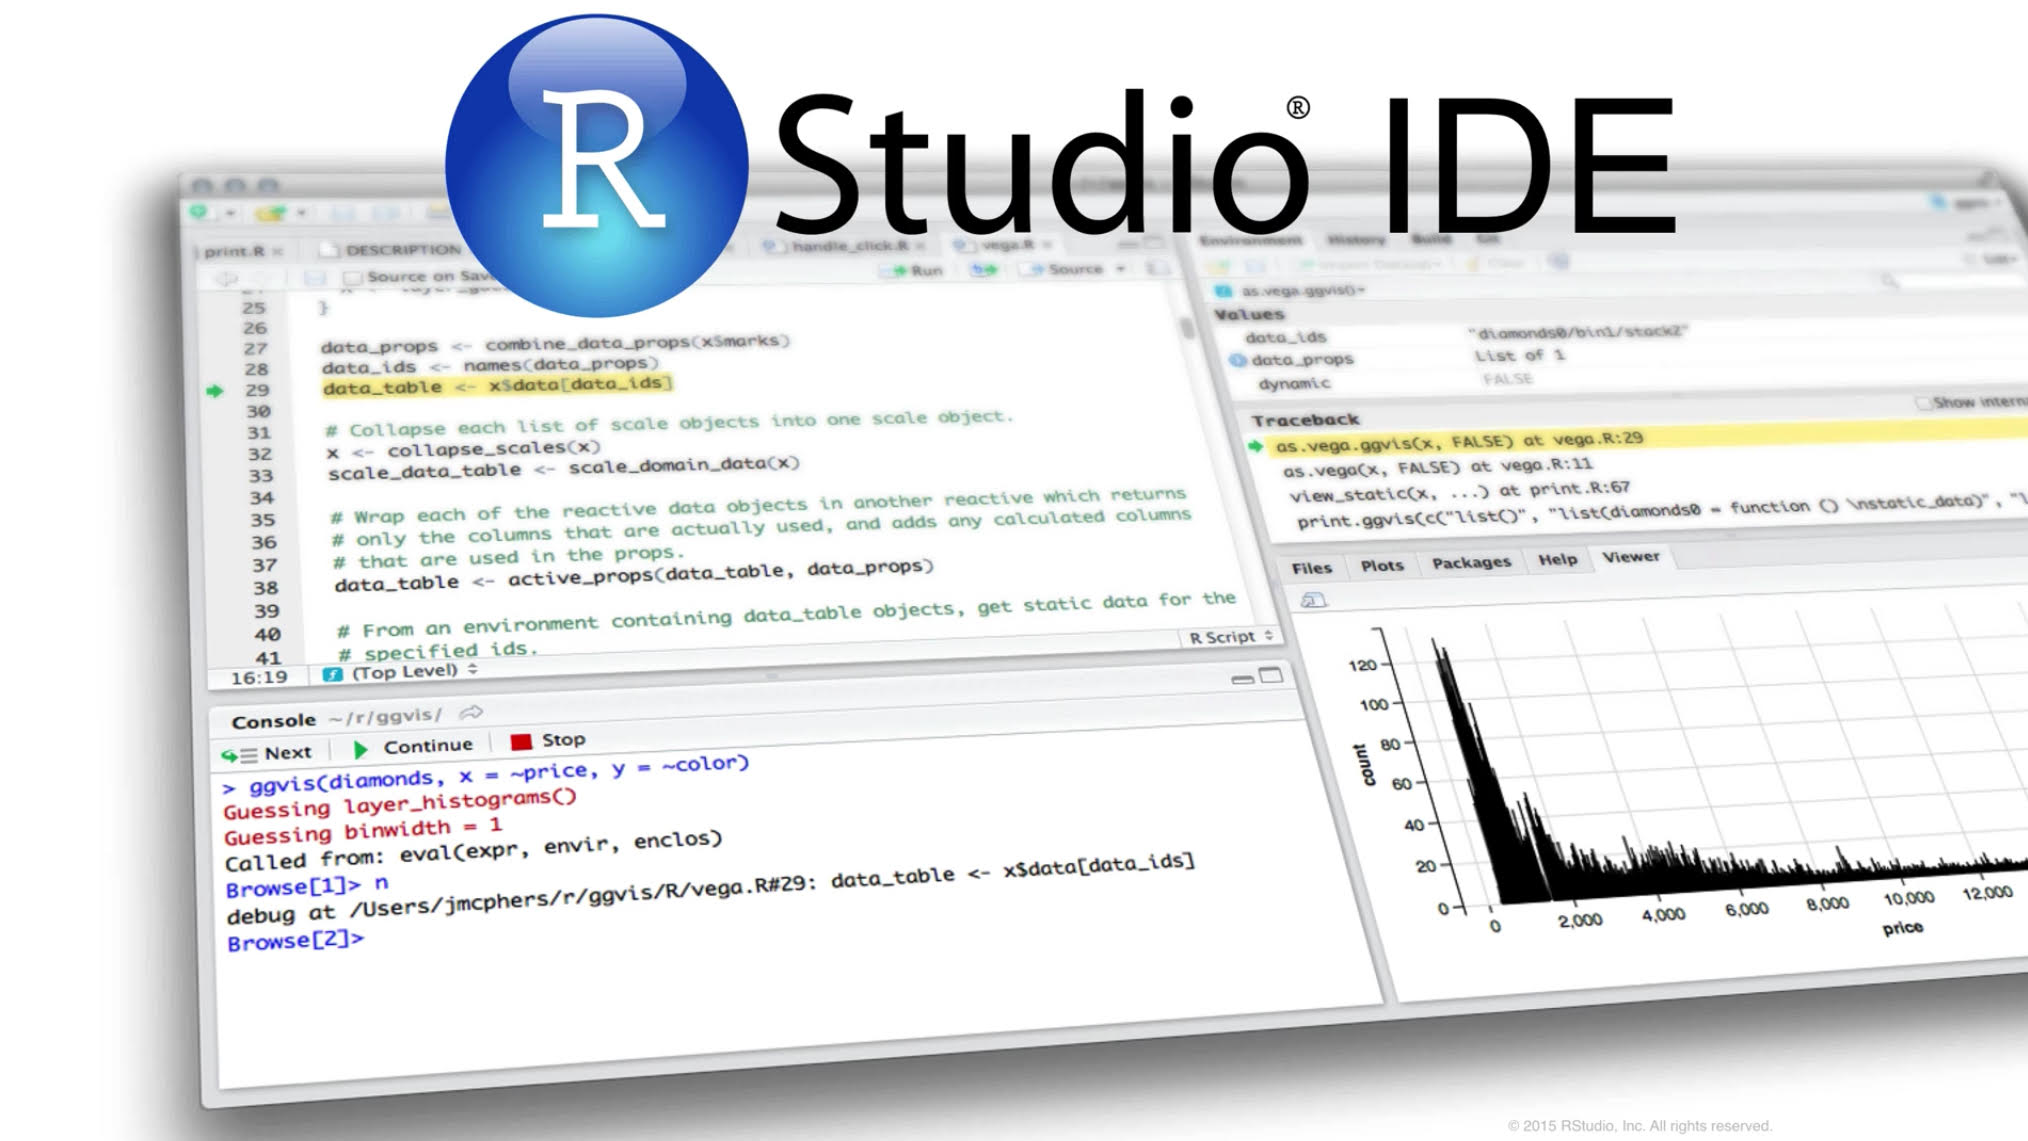 R Studio® IDE
print.R
DESCRIPTION
handle_click.R
vega.R
Source on Sav
Run
Source
25 }
26
27 data_props <- combine_data_props(x$marks)
28 data_ids <- names(data_props)
29 data_table <- x$data[data_ids]
30
31 # Collapse each list of scale objects into one scale object.
32 x <- collapse_scales(x)
33 scale_data_table <- scale_domain_data(x)
34
35 # Wrap each of the reactive data objects in another reactive which returns
36 # only the columns that are actually used, and adds any calculated columns
37 # that are used in the props.
38 data_table <- active_props(data_table, data_props)
39
40 # From an environment containing data_table objects, get static data for the
41 # specified ids.
16:19 (Top Level) R Script
Console ~/r/ggvis/
Next Continue Stop
> ggvis(diamonds, x = ~price, y = ~color)
Guessing layer_histograms()
Guessing binwidth = 1
Called from: eval(expr, envir, enclos)
Browse[1]> n
debug at /Users/jmcphers/r/ggvis/R/vega.R#29: data_table <- x$data[data_ids]
Browse[2]>
Environment History Build Git
as.vega.ggvis()
Values
data_ids "diamonds0/bin1/stack2"
data_props List of 1
dynamic FALSE
Traceback Show intern
as.vega.ggvis(x, FALSE) at vega.R:29
as.vega(x, FALSE) at vega.R:11
view_static(x, ...) at print.R:67
print.ggvis(c("list()", "list(diamonds0 = function () \nstatic_data)", "l
Files Plots Packages Help Viewer
120
100
80
60
40
20
0
count
0 2,000 4,000 6,000 8,000 10,000 12,000
price
© 2015 RStudio, Inc. All rights reserved.